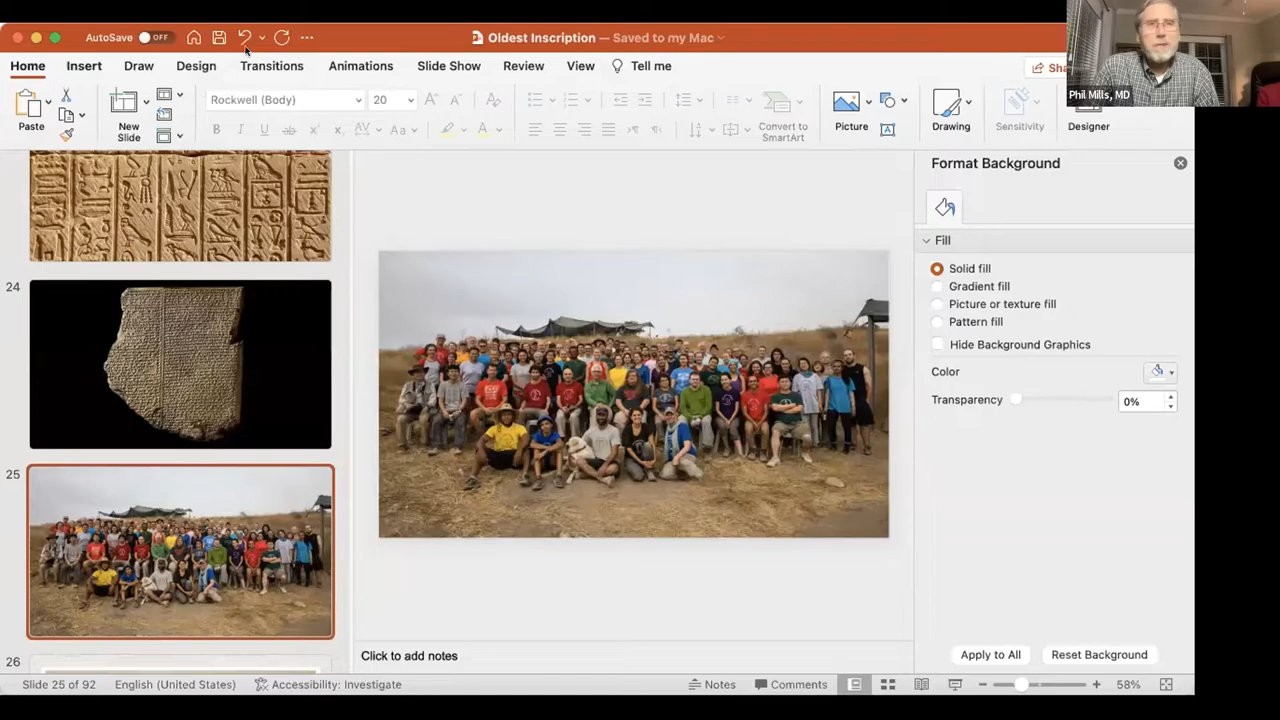 AutoSave OFF
Oldest Inscription — Saved to my Mac
Home Insert Draw Design Transitions Animations Slide Show Review View Tell me
Phil Mills, MD
Paste
New Slide
Rockwell (Body) 20
Convert to SmartArt
Picture
Drawing
Sensitivity
Designer
24
25
26
Click to add notes
Format Background
Fill
Solid fill
Gradient fill
Picture or texture fill
Pattern fill
Hide Background Graphics
Color
Transparency 0%
Apply to All Reset Background
Slide 25 of 92 English (United States) Accessibility: Investigate Notes Comments 58%